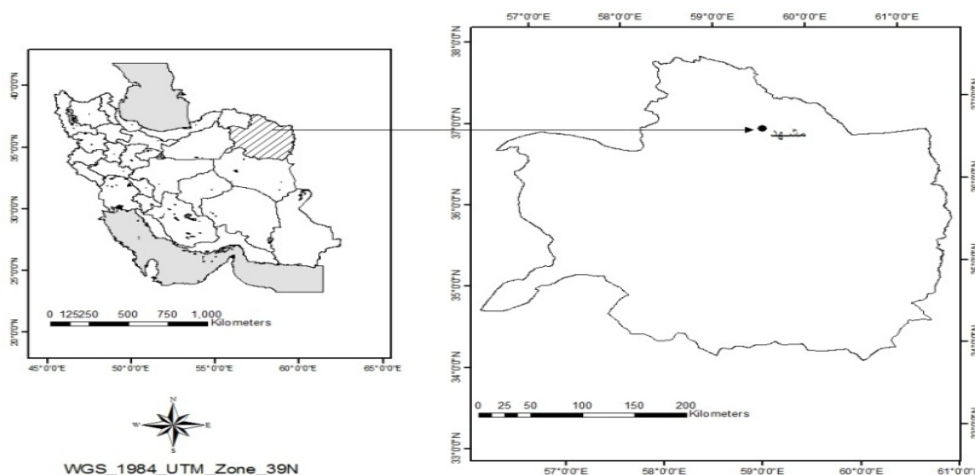 40°0'0"N
35°0'0"N
30°0'0"N
25°0'0"N
20°0'0"N
0 125250 500 750 1,000
Kilometers
45°0'0"E 50°0'0"E 55°0'0"E 60°0'0"E 65°0'0"E
N
W E
S
WGS_1984_UTM_Zone_39N
57°0'0"E 58°0'0"E 59°0'0"E 60°0'0"E 61°0'0"E
38°0'0"N
37°0'0"N
36°0'0"N
35°0'0"N
34°0'0"N
33°0'0"N
0 25 50 100 150 200
Kilometers
57°0'0"E 58°0'0"E 59°0'0"E 60°0'0"E